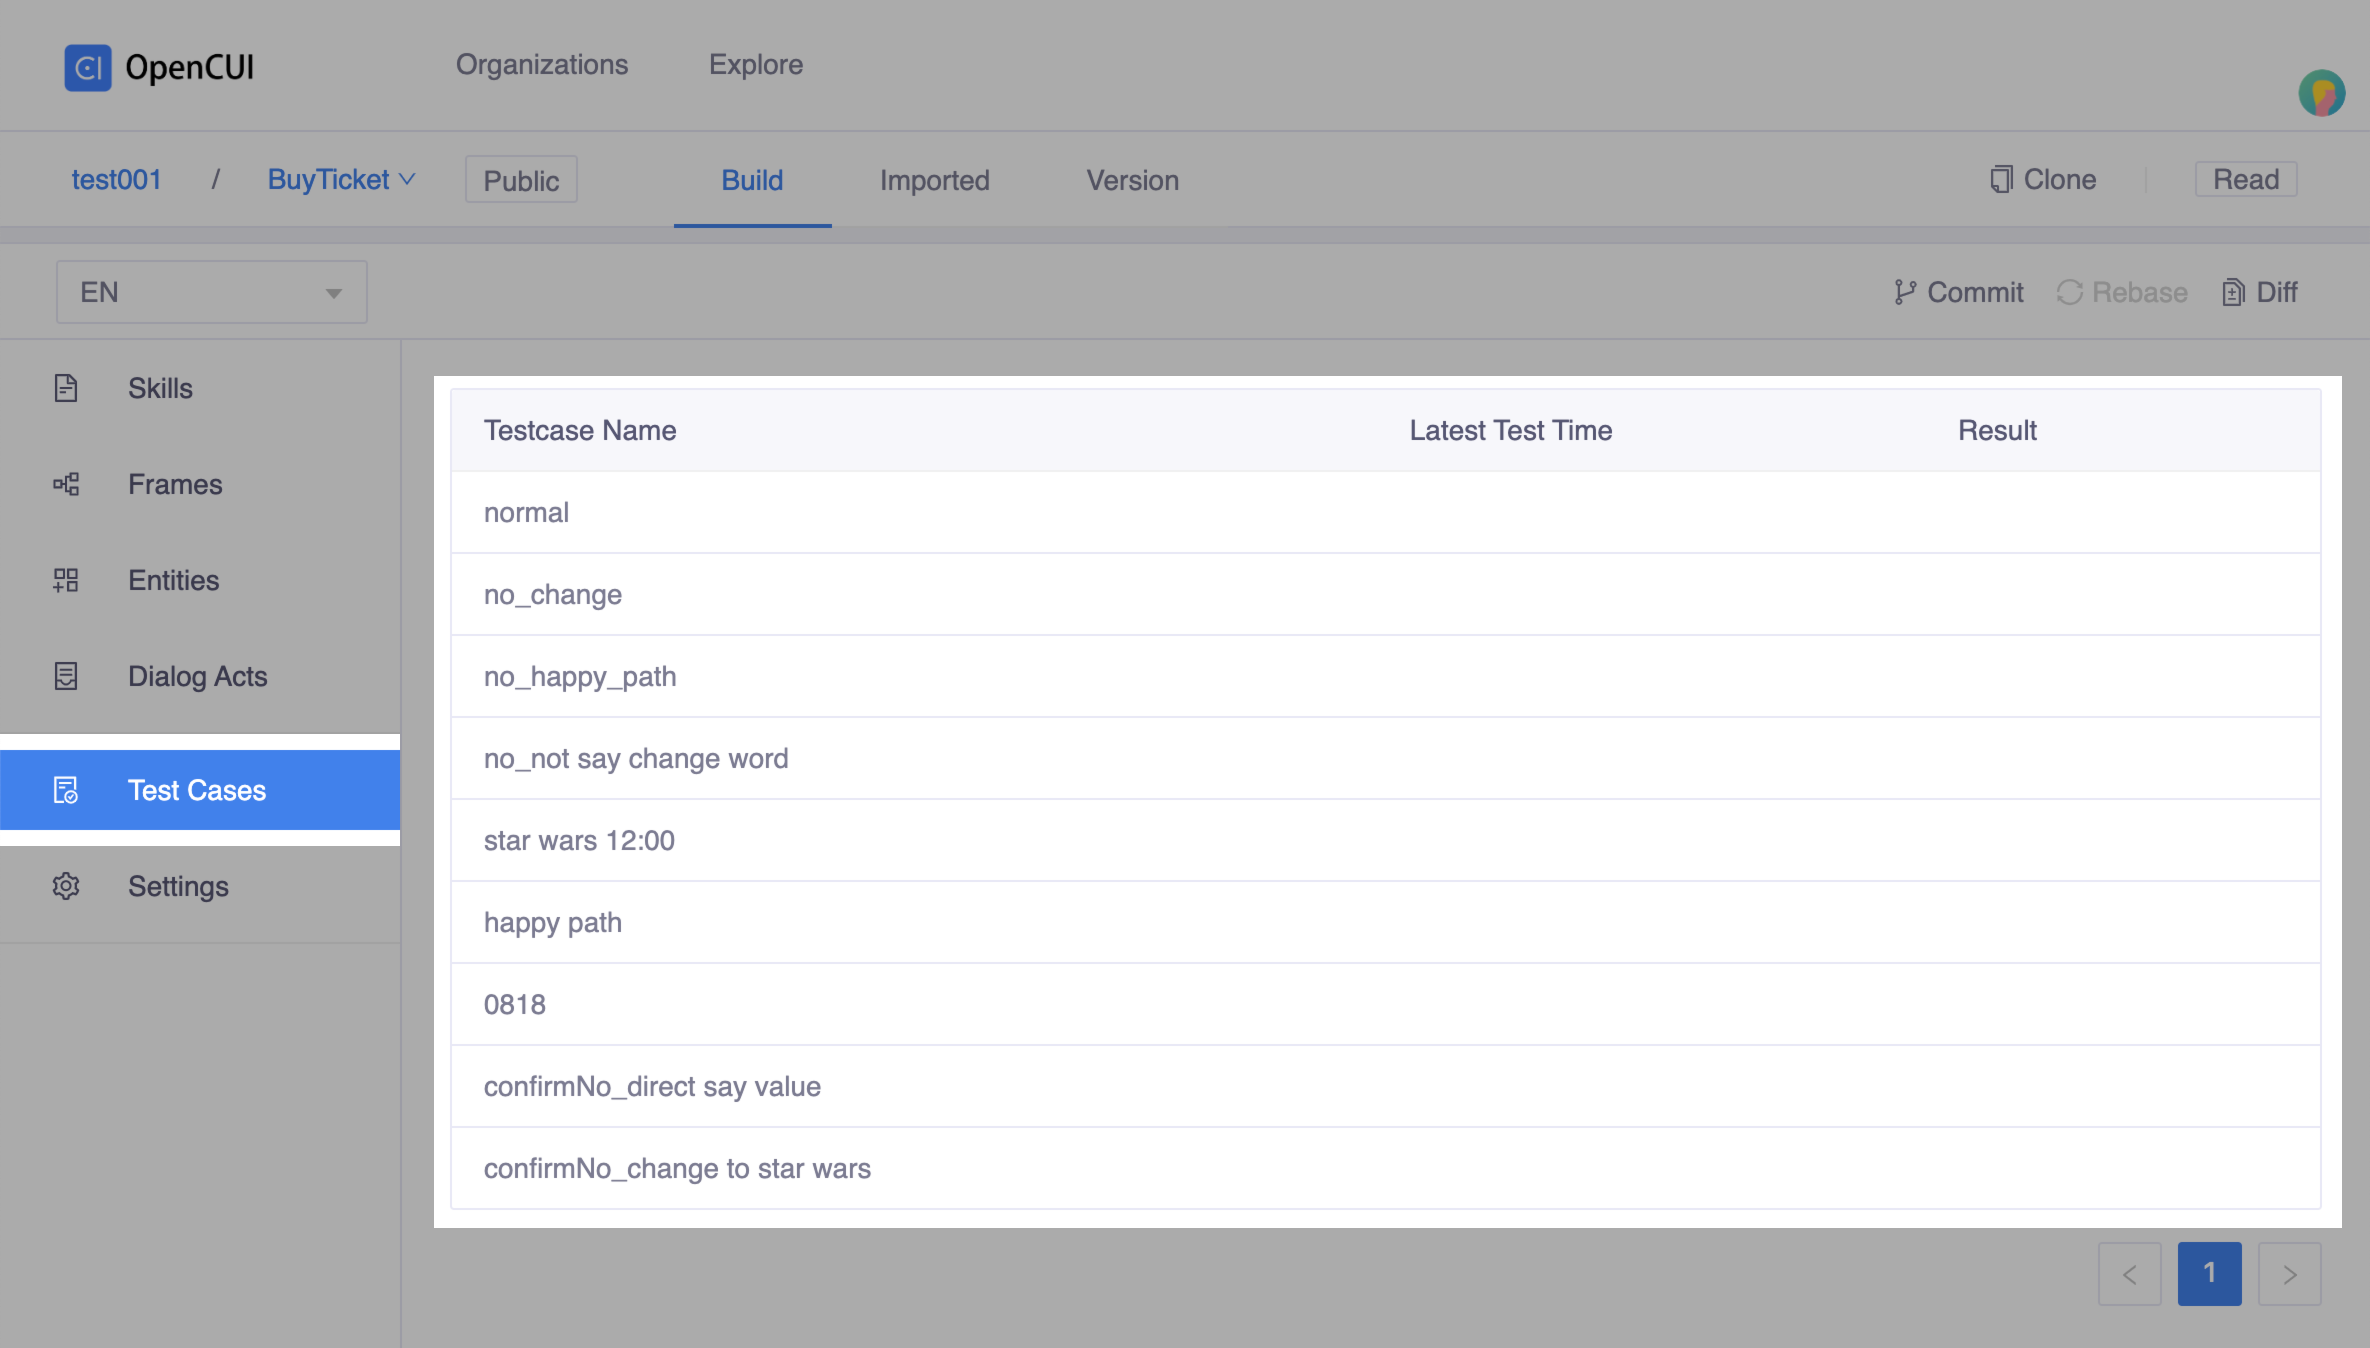 OpenCUI
Organizations
Explore
test001 / BuyTicket
Public
Build
Imported
Version
Clone
Read
EN
Commit
Rebase
Diff
Skills
Frames
Entities
Dialog Acts
Test Cases
Settings
Testcase Name
Latest Test Time
Result
normal
no_change
no_happy_path
no_not say change word
star wars 12:00
happy path
0818
confirmNo_direct say value
confirmNo_change to star wars
< 1 >